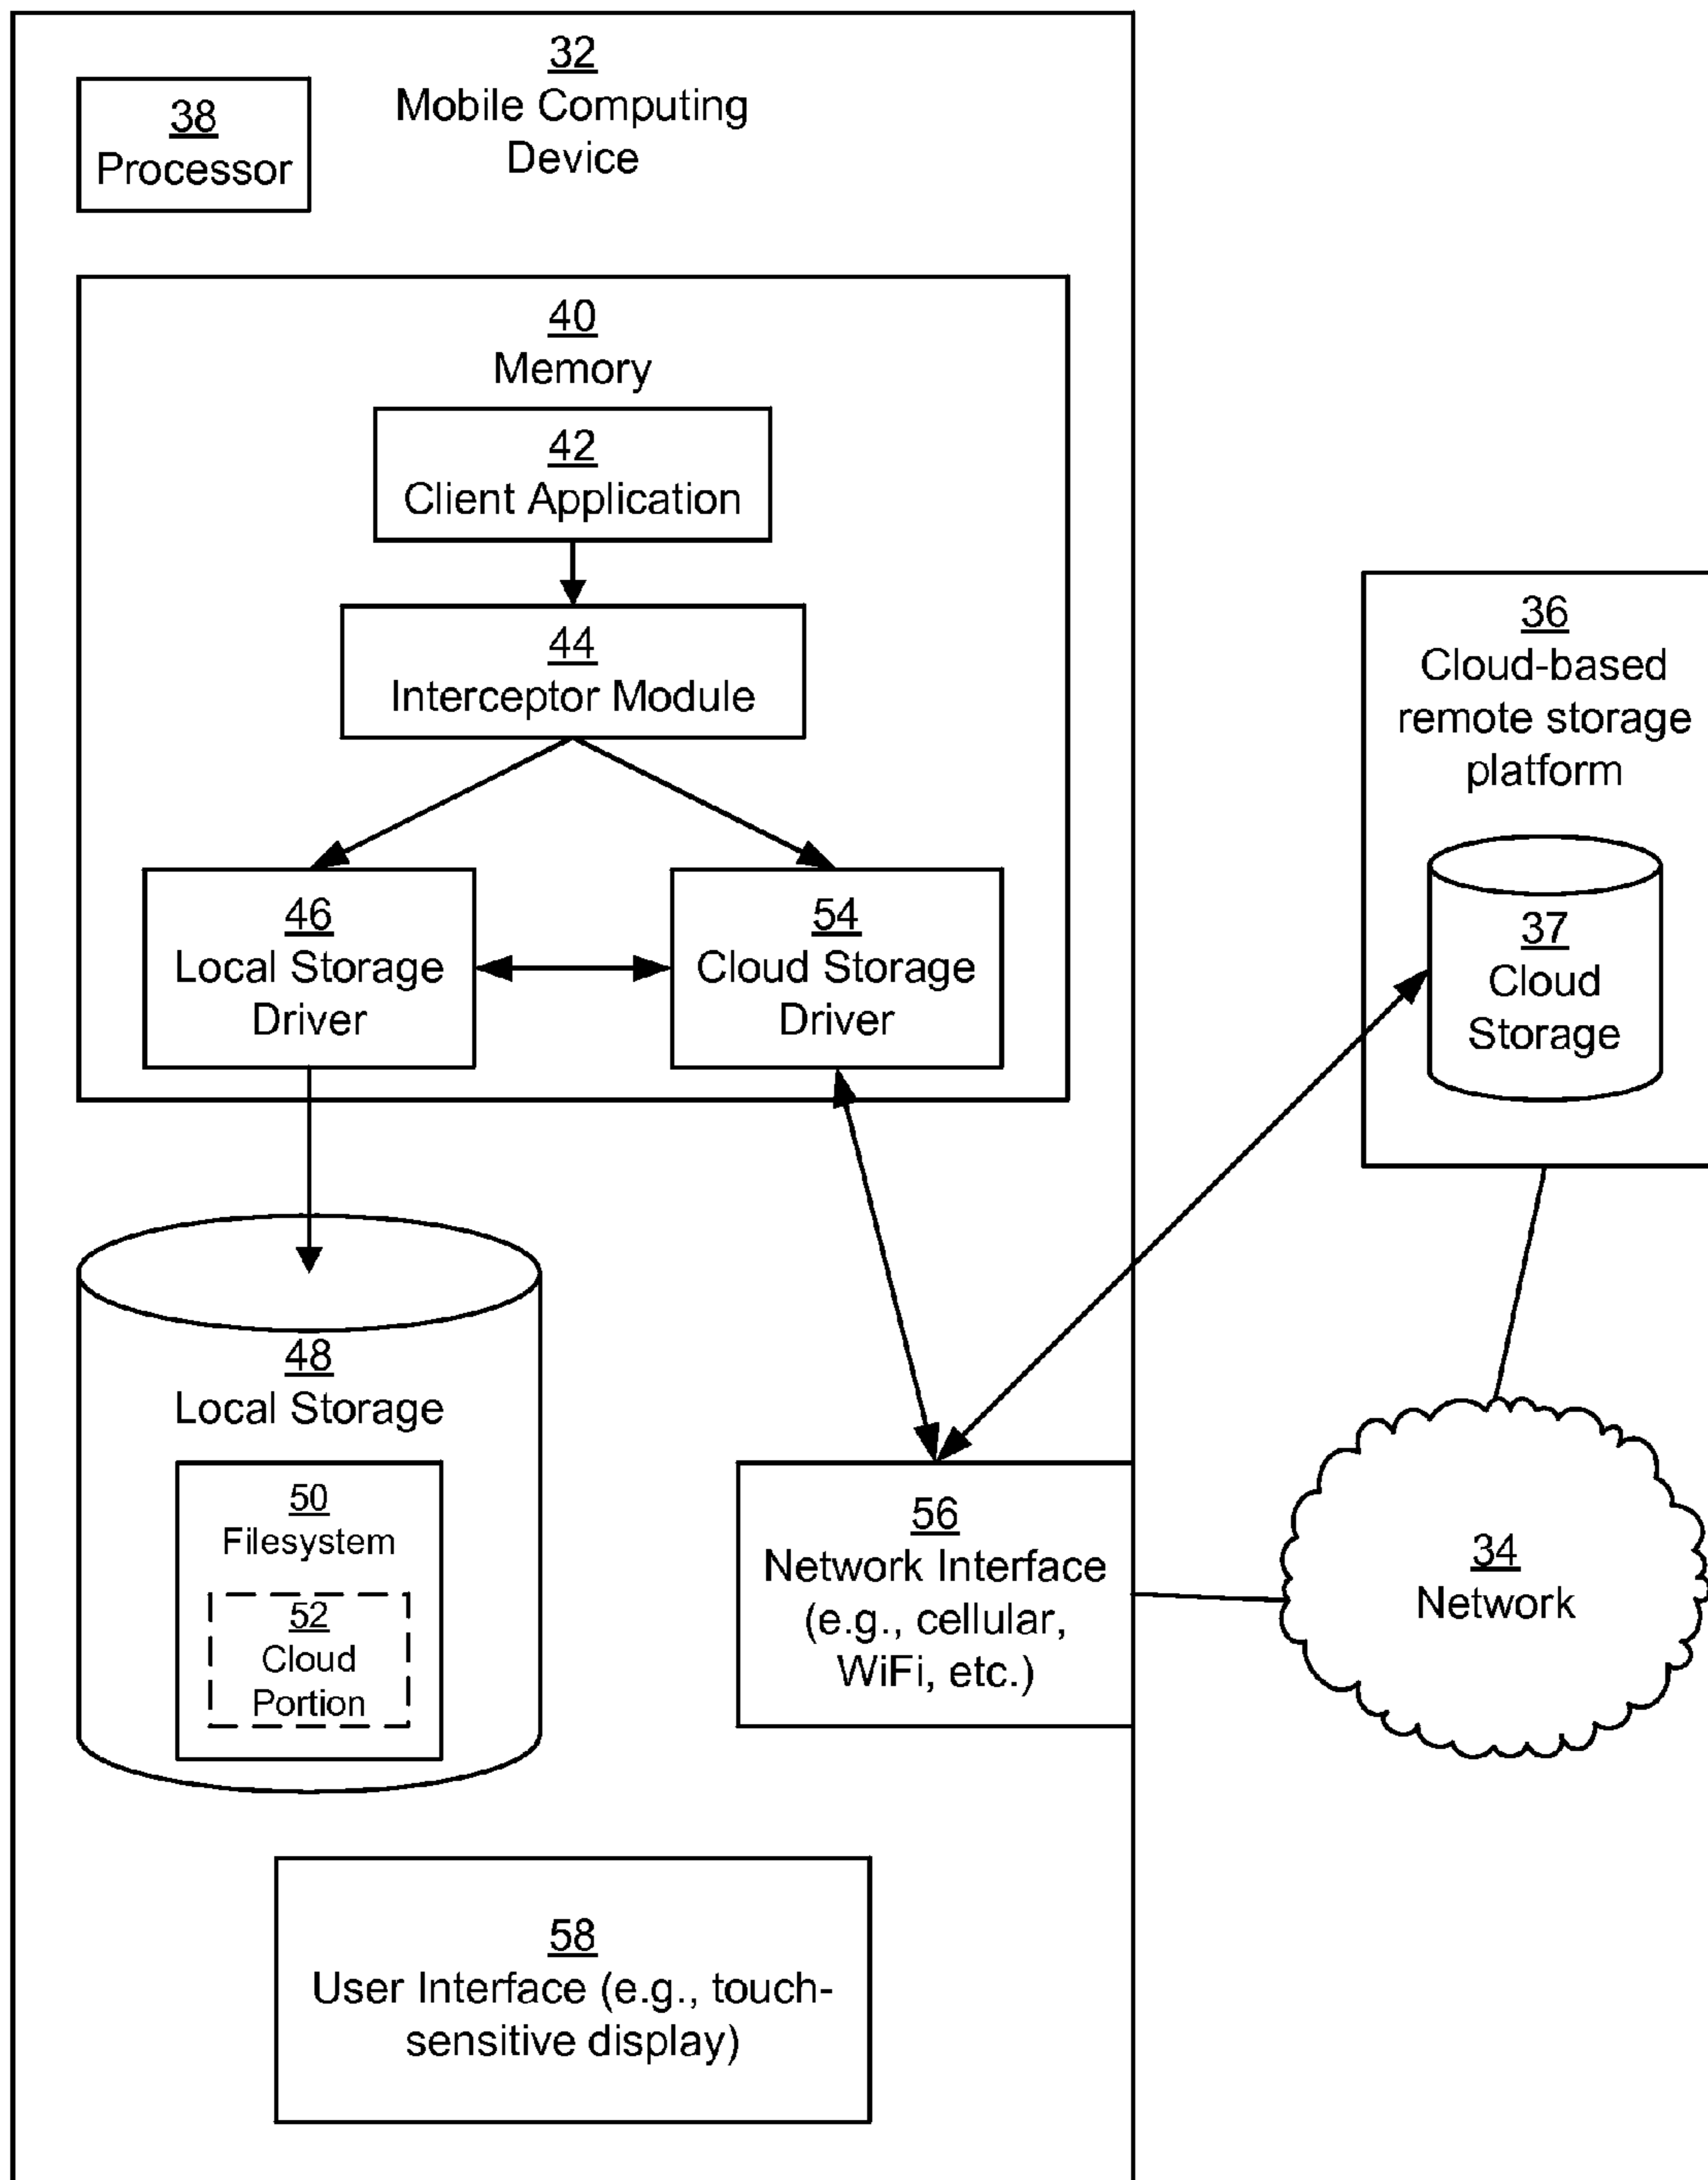 32
Mobile Computing
Device
38
Processor
40
Memory
42
Client Application
44
Interceptor Module
46
Local Storage
Driver
54
Cloud Storage
Driver
36
Cloud-based
remote storage
platform
37
Cloud
Storage
48
Local Storage
50
Filesystem
52
Cloud
Portion
56
Network Interface
(e.g., cellular,
WiFi, etc.)
34
Network
58
User Interface (e.g., touch-
sensitive display)